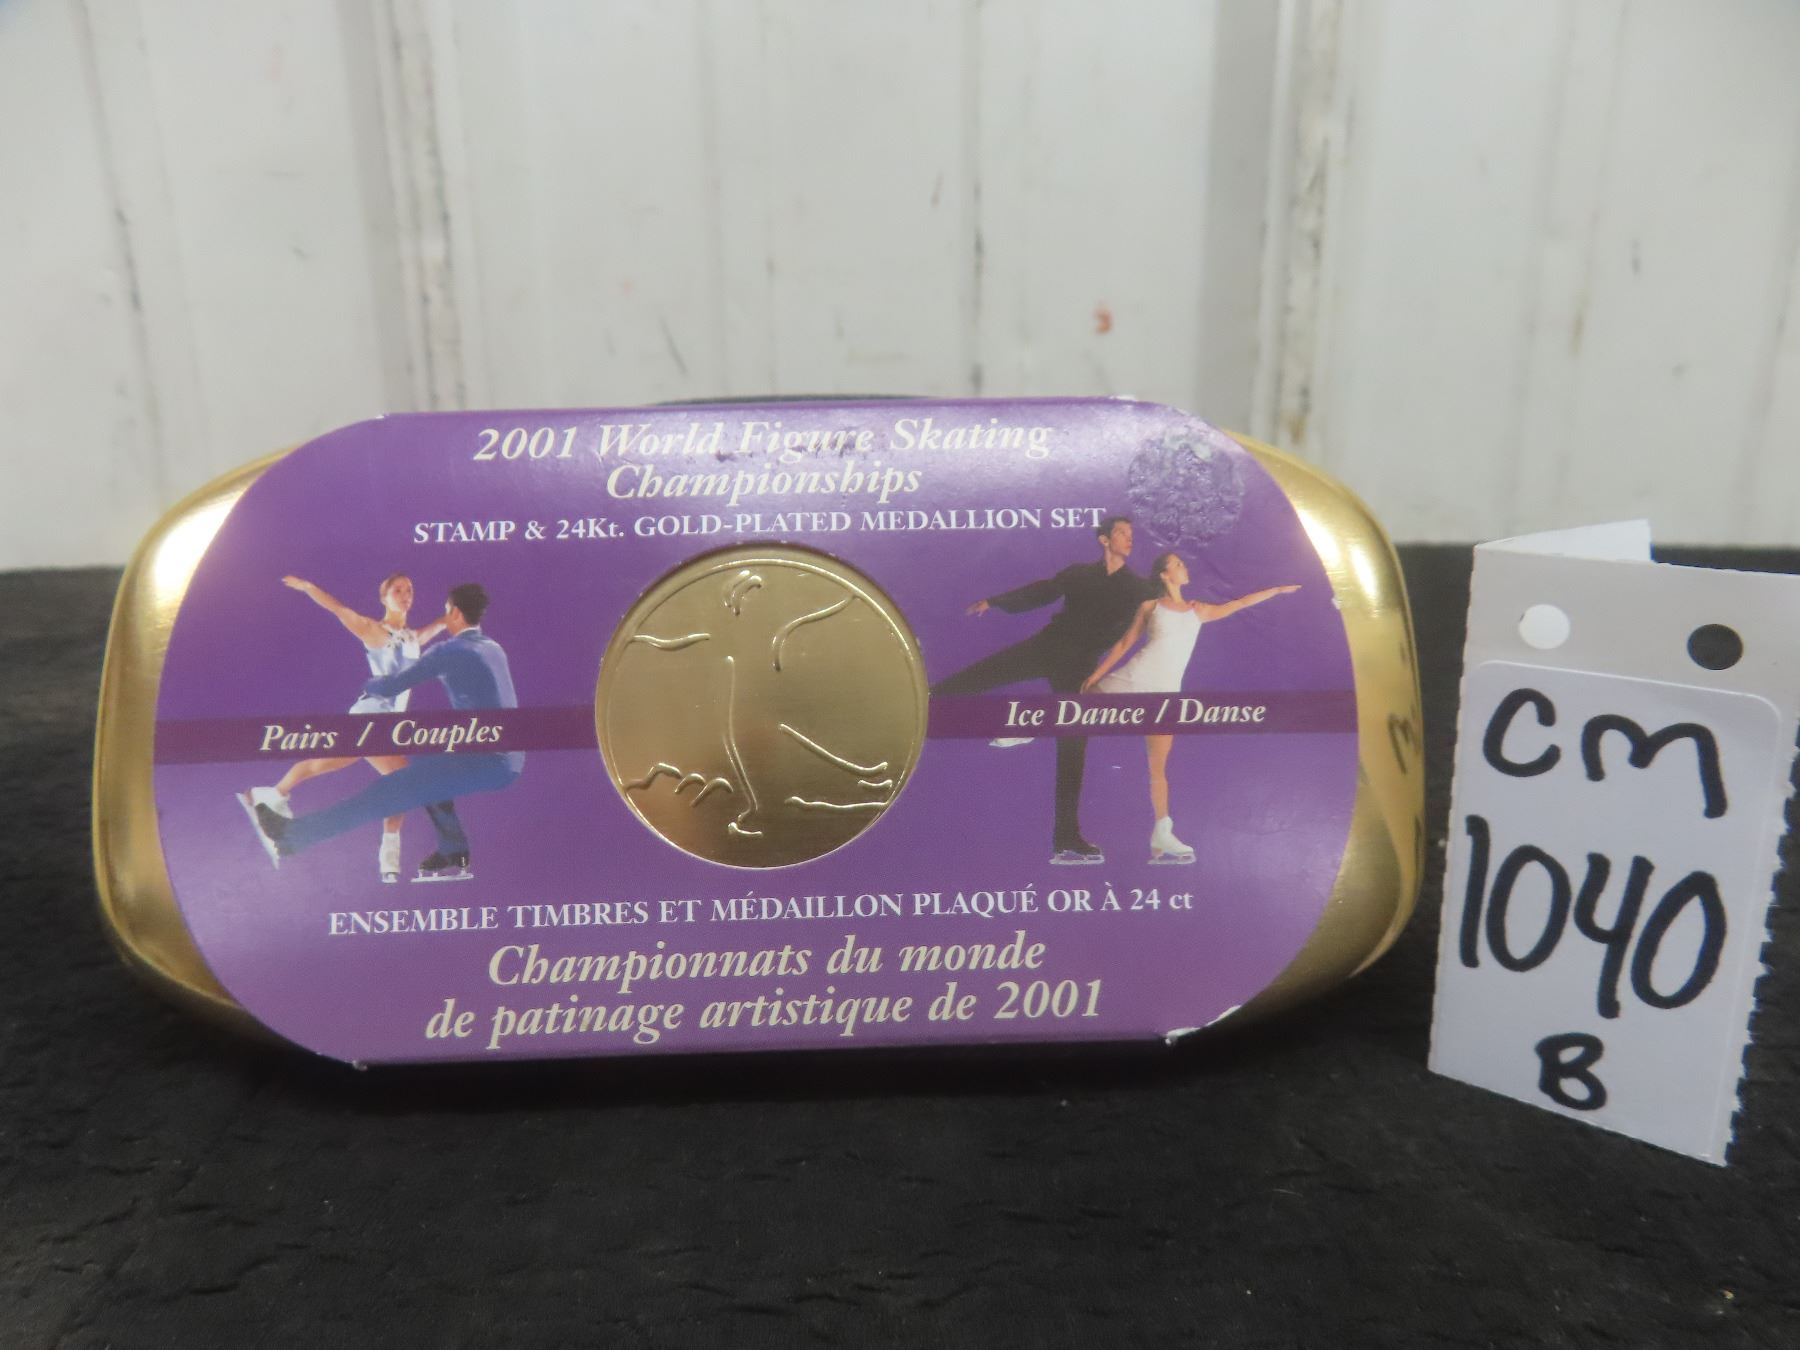 2001 World Figure Skating
Championships
STAMP & 24Kt. GOLD-PLATED MEDALLION SET
Pairs / Couples
Ice Dance / Danse
ENSEMBLE TIMBRES ET MÉDAILLON PLAQUÉ OR À 24 ct
Championnats du monde
de patinage artistique de 2001
CM
1040
B